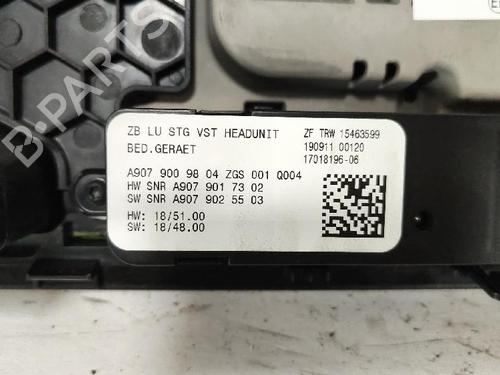 B-PARTS
ZB LU STG VST HEADUNIT
BED.GERAET
ZF TRW 15463599
190911 00120
17018196-06
A907 900 98 04 ZGS 001 Q004
HW SNR A907 901 73 02
SW SNR A907 902 55 03
HW: 18/51.00
SW: 18/48.00